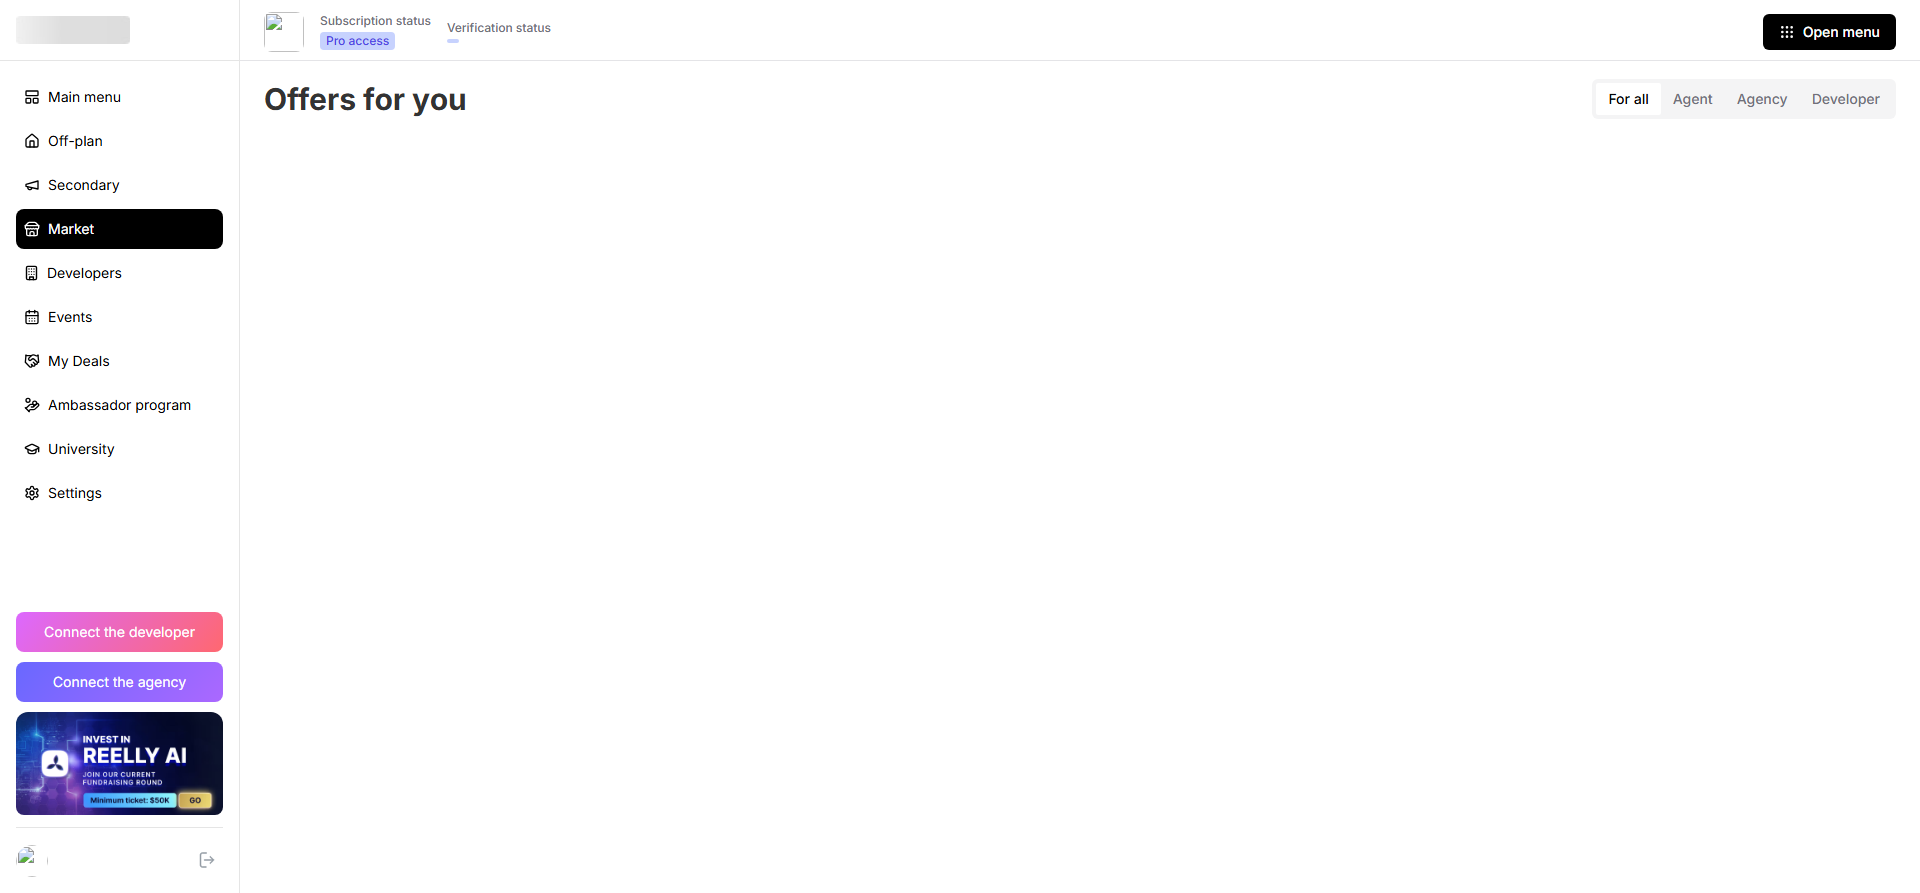 Subscription status
Pro access
Verification status
Open menu
Main menu
Off-plan
Secondary
Market
Developers
Events
My Deals
Ambassador program
University
Settings
Connect the developer
Connect the agency
INVEST IN
REELLY AI
JOIN OUR CURRENT
FUNDRAISING ROUND
Minimum ticket: $50K GO
Offers for you
For all Agent Agency Developer